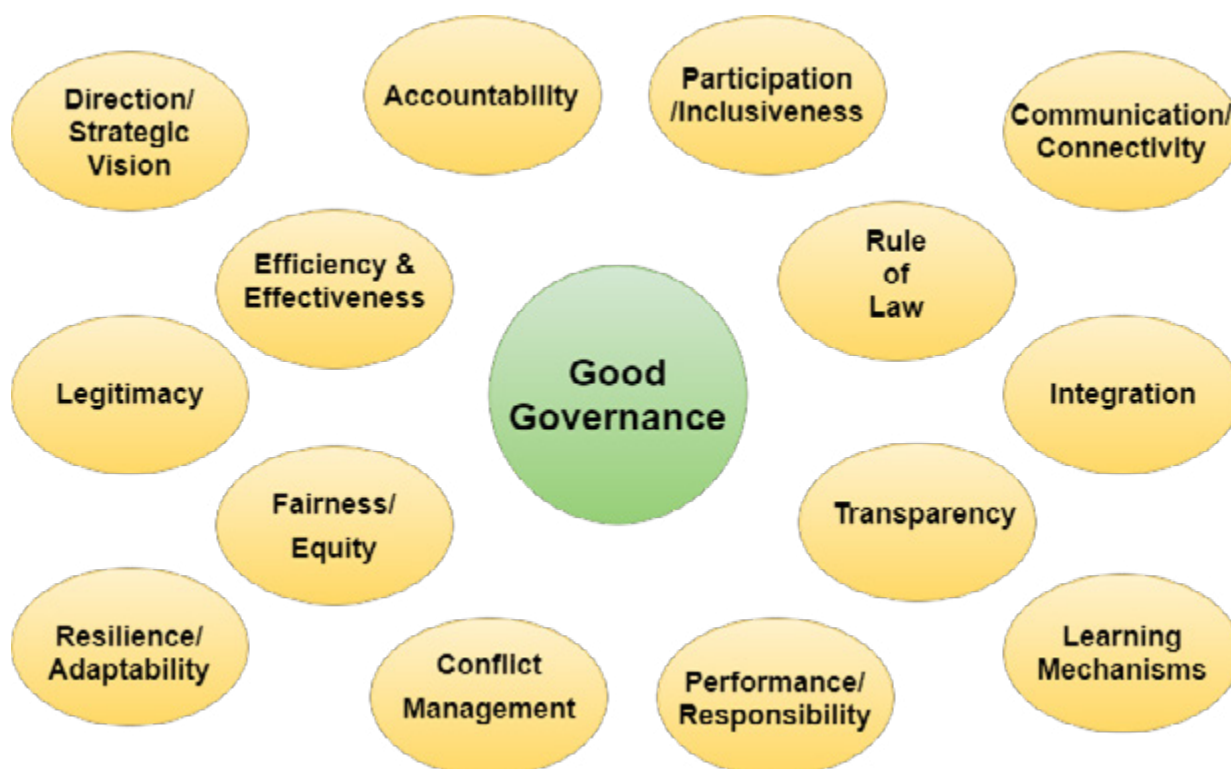 Direction/
Strategic
Vision
Accountability
Participation
/Inclusiveness
Communication/
Connectivity
Efficiency &
Effectiveness
Rule
of
Law
Legitimacy
Good
Governance
Integration
Fairness/
Equity
Transparency
Resilience/
Adaptability
Conflict
Management
Performance/
Responsibility
Learning
Mechanisms